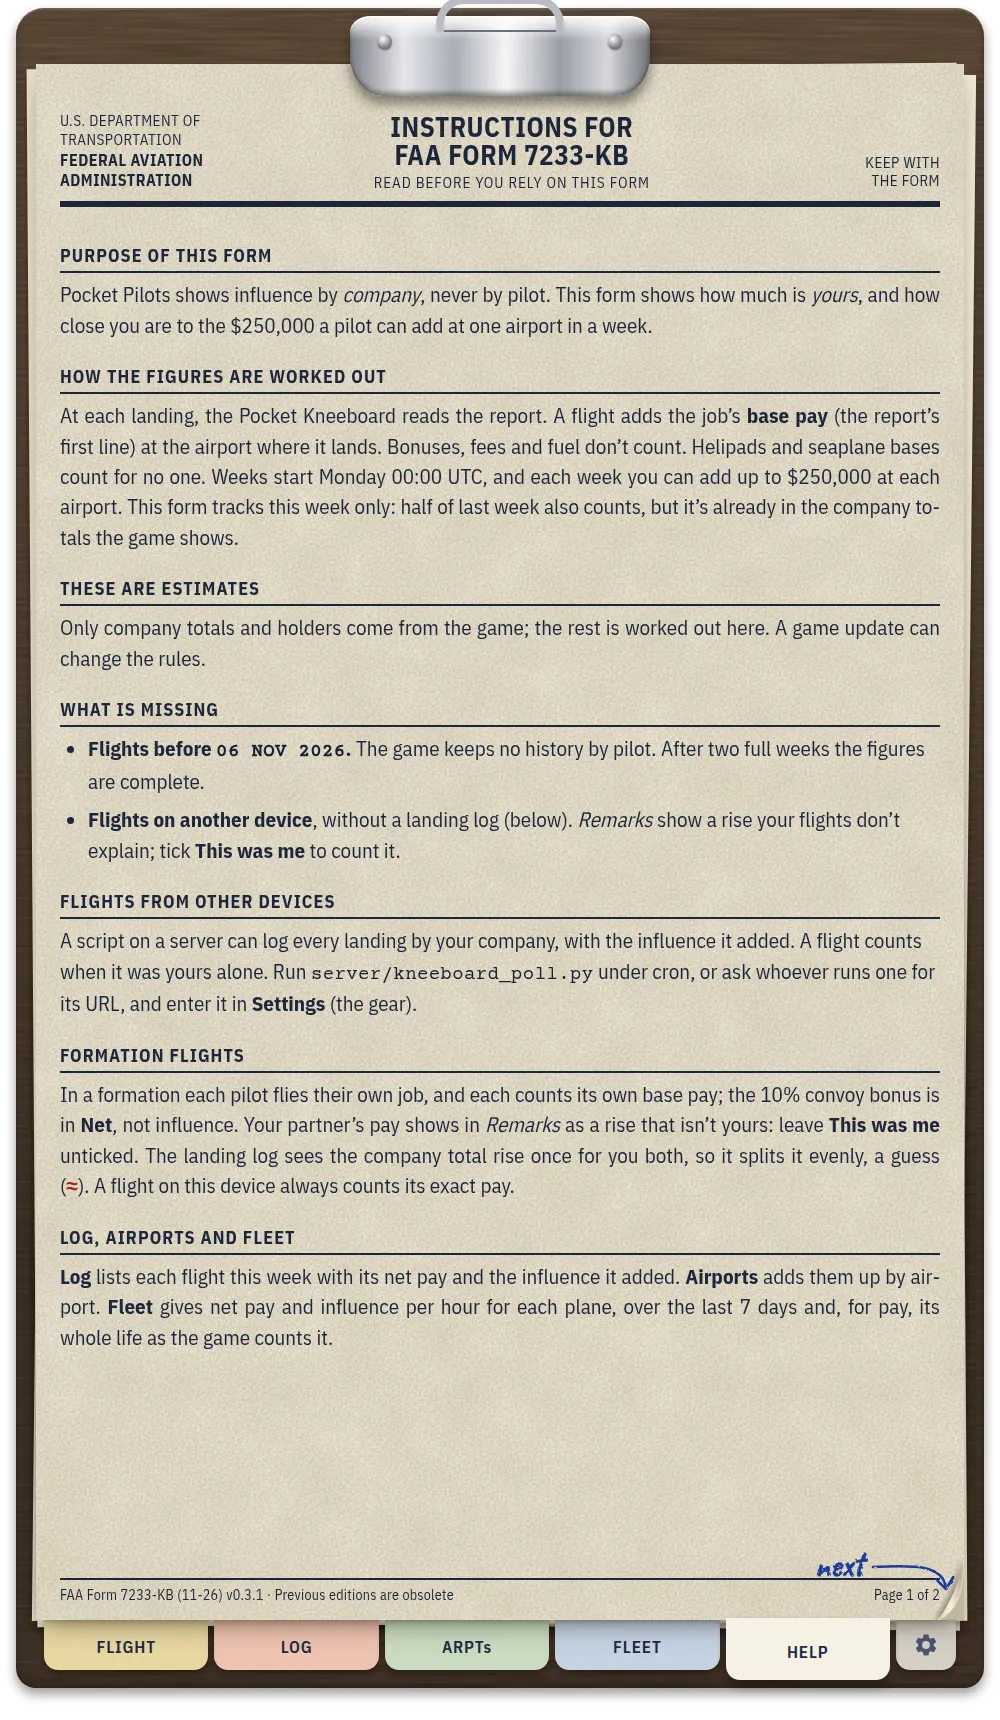 U.S. DEPARTMENT OF
TRANSPORTATION
FEDERAL AVIATION
ADMINISTRATION
INSTRUCTIONS FOR
FAA FORM 7233-KB
READ BEFORE YOU RELY ON THIS FORM
KEEP WITH
THE FORM
PURPOSE OF THIS FORM
Pocket Pilots shows influence by company, never by pilot. This form shows how much is yours, and how
close you are to the $250,000 a pilot can add at one airport in a week.
HOW THE FIGURES ARE WORKED OUT
At each landing, the Pocket Kneeboard reads the report. A flight adds the job’s base pay (the report’s
first line) at the airport where it lands. Bonuses, fees and fuel don’t count. Helipads and seaplane bases
count for no one. Weeks start Monday 00:00 UTC, and each week you can add up to $250,000 at each
airport. This form tracks this week only: half of last week also counts, but it’s already in the company to-
tals the game shows.
THESE ARE ESTIMATES
Only company totals and holders come from the game; the rest is worked out here. A game update can
change the rules.
WHAT IS MISSING
• Flights before 06 NOV 2026. The game keeps no history by pilot. After two full weeks the figures
are complete.
• Flights on another device, without a landing log (below). Remarks show a rise your flights don’t
explain; tick This was me to count it.
FLIGHTS FROM OTHER DEVICES
A script on a server can log every landing by your company, with the influence it added. A flight counts
when it was yours alone. Run server/kneeboard_poll.py under cron, or ask whoever runs one for
its URL, and enter it in Settings (the gear).
FORMATION FLIGHTS
In a formation each pilot flies their own job, and each counts its own base pay; the 10% convoy bonus is
in Net, not influence. Your partner’s pay shows in Remarks as a rise that isn’t yours: leave This was me
unticked. The landing log sees the company total rise once for you both, so it splits it evenly, a guess
(≈). A flight on this device always counts its exact pay.
LOG, AIRPORTS AND FLEET
Log lists each flight this week with its net pay and the influence it added. Airports adds them up by air-
port. Fleet gives net pay and influence per hour for each plane, over the last 7 days and, for pay, its
whole life as the game counts it.
next
FAA Form 7233-KB (11-26) v0.3.1 · Previous editions are obsolete
Page 1 of 2
FLIGHT
LOG
ARPTs
FLEET
HELP